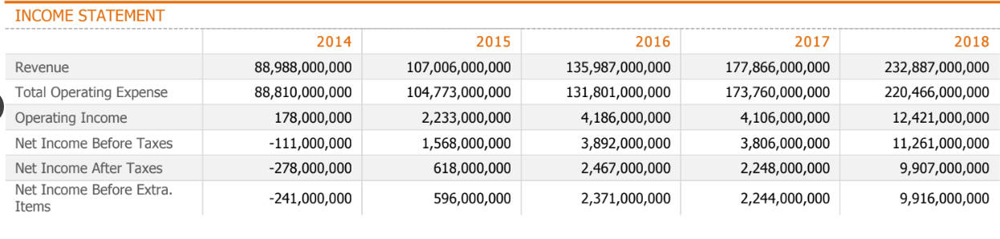 INCOME STATEMENT
2014 2015 2016 2017 2018
Revenue 88,988,000,000 107,006,000,000 135,987,000,000 177,866,000,000 232,887,000,000
Total Operating Expense 88,810,000,000 104,773,000,000 131,801,000,000 173,760,000,000 220,466,000,000
Operating Income 178,000,000 2,233,000,000 4,186,000,000 4,106,000,000 12,421,000,000
Net Income Before Taxes -111,000,000 1,568,000,000 3,892,000,000 3,806,000,000 11,261,000,000
Net Income After Taxes -278,000,000 618,000,000 2,467,000,000 2,248,000,000 9,907,000,000
Net Income Before Extra.
Items -241,000,000 596,000,000 2,371,000,000 2,244,000,000 9,916,000,000